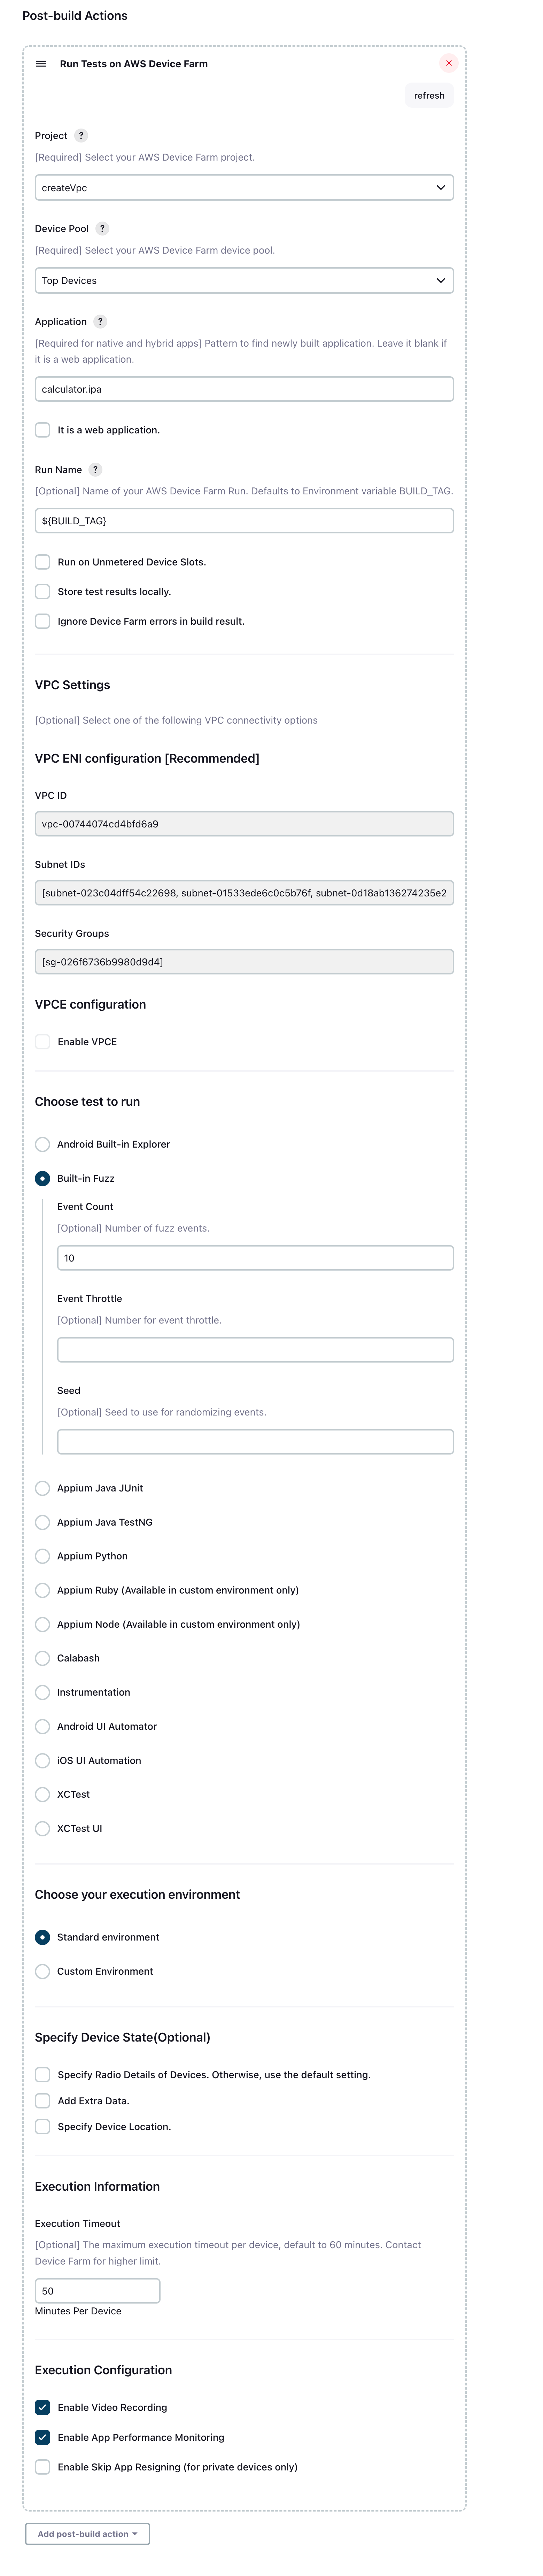 Post-build Actions
Run Tests on AWS Device Farm
refresh
Project ?
[Required] Select your AWS Device Farm project.
createVpc
Device Pool ?
[Required] Select your AWS Device Farm device pool.
Top Devices
Application ?
[Required for native and hybrid apps] Pattern to find newly built application. Leave it blank if
it is a web application.
calculator.ipa
It is a web application.
Run Name ?
[Optional] Name of your AWS Device Farm Run. Defaults to Environment variable BUILD_TAG.
${BUILD_TAG}
Run on Unmetered Device Slots.
Store test results locally.
Ignore Device Farm errors in build result.
VPC Settings
[Optional] Select one of the following VPC connectivity options
VPC ENI configuration [Recommended]
VPC ID
vpc-00744074cd4bfd6a9
Subnet IDs
[subnet-023c04dff54c22698, subnet-01533ede6c0c5b76f, subnet-0d18ab136274235e2
Security Groups
[sg-026f6736b9980d9d4]
VPCE configuration
Enable VPCE
Choose test to run
Android Built-in Explorer
Built-in Fuzz
Event Count
[Optional] Number of fuzz events.
10
Event Throttle
[Optional] Number for event throttle.
Seed
[Optional] Seed to use for randomizing events.
Appium Java JUnit
Appium Java TestNG
Appium Python
Appium Ruby (Available in custom environment only)
Appium Node (Available in custom environment only)
Calabash
Instrumentation
Android UI Automator
iOS UI Automation
XCTest
XCTest UI
Choose your execution environment
Standard environment
Custom Environment
Specify Device State(Optional)
Specify Radio Details of Devices. Otherwise, use the default setting.
Add Extra Data.
Specify Device Location.
Execution Information
Execution Timeout
[Optional] The maximum execution timeout per device, default to 60 minutes. Contact
Device Farm for higher limit.
50
Minutes Per Device
Execution Configuration
Enable Video Recording
Enable App Performance Monitoring
Enable Skip App Resigning (for private devices only)
Add post-build action